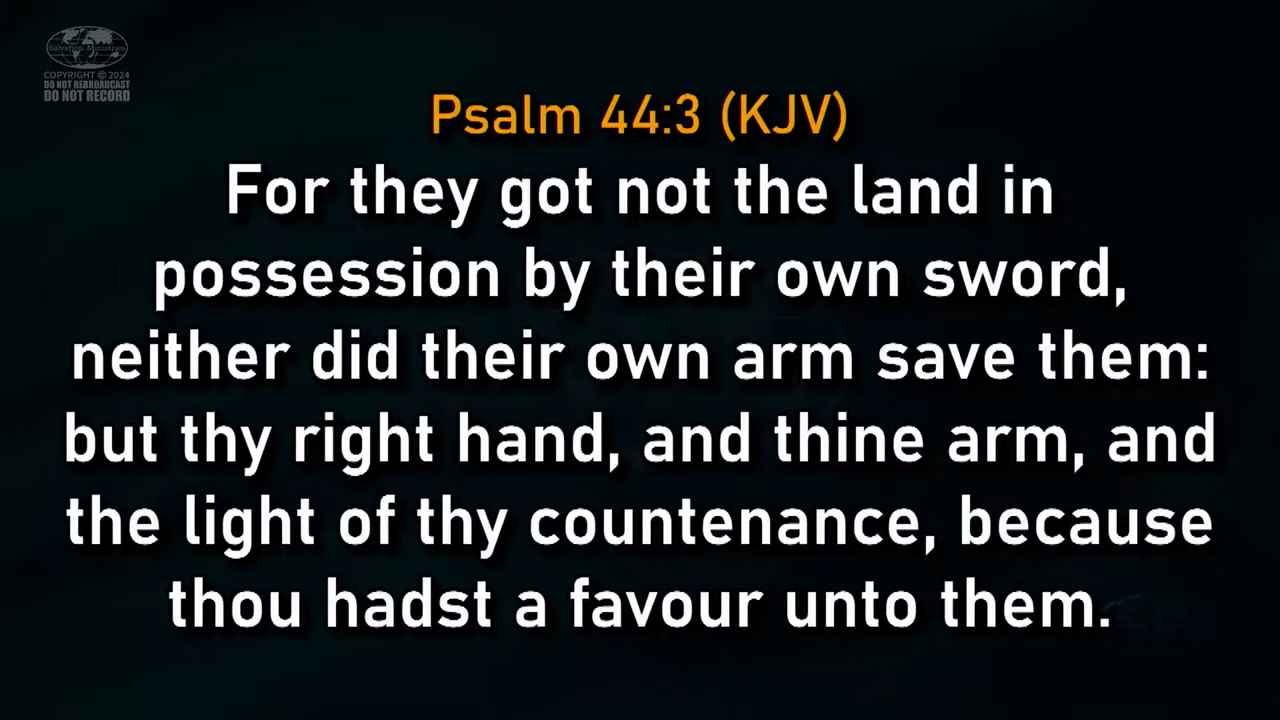 Salvation Ministries
COPYRIGHT © 2024
DO NOT REBROADCAST
DO NOT RECORD
Psalm 44:3 (KJV)
For they got not the land in
possession by their own sword,
neither did their own arm save them:
but thy right hand, and thine arm, and
the light of thy countenance, because
thou hadst a favour unto them.